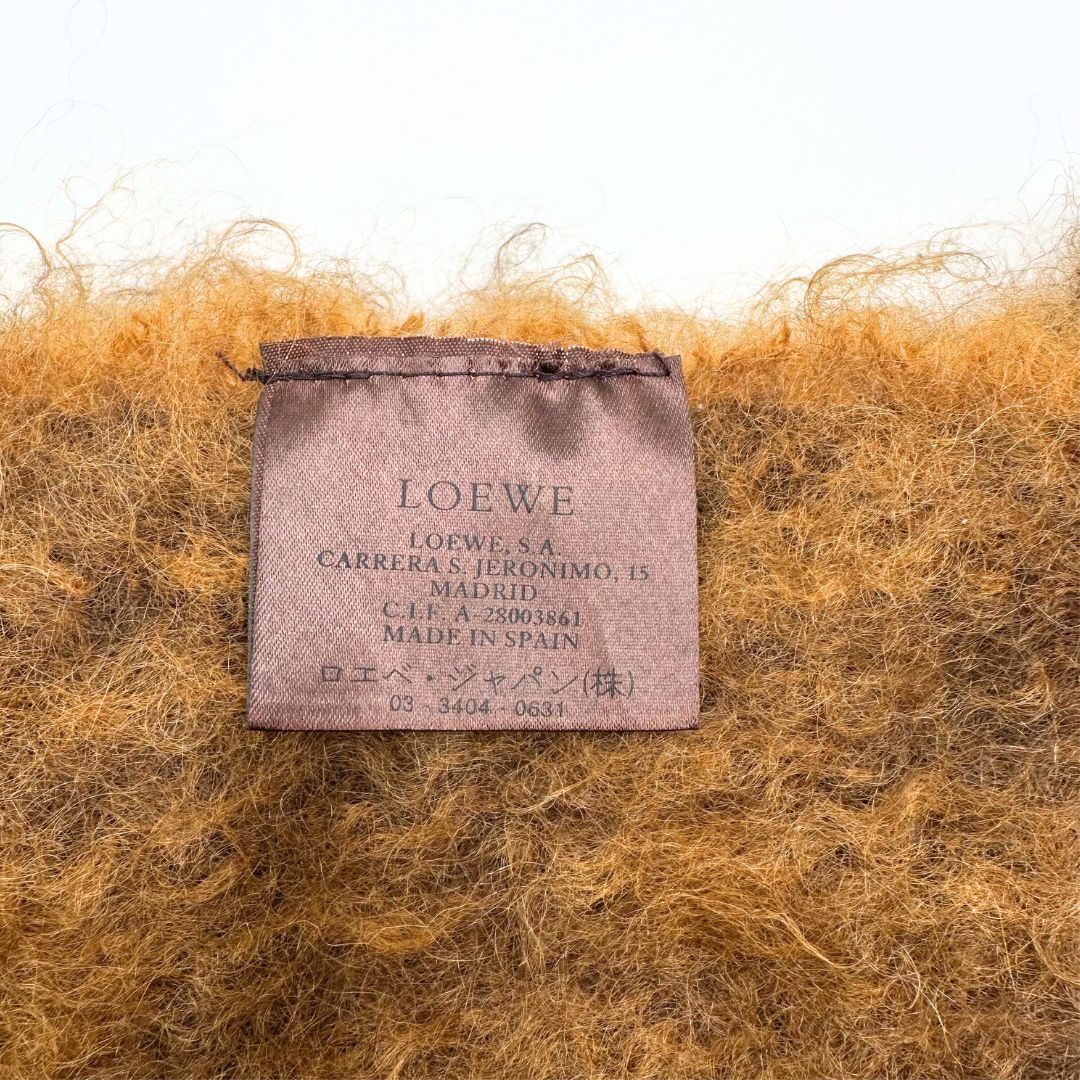 LOEWE
LOEWE, S.A.
CARRERA S. JERONIMO, 15
MADRID
C.I.F. A-28003861
MADE IN SPAIN
ロエベ・ジャパン(株)
03 - 3404 - 0631